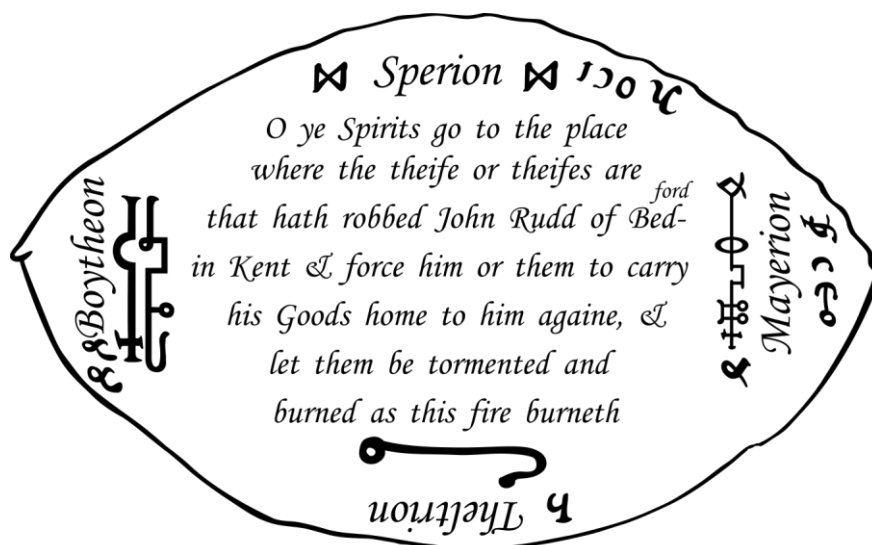 Sperion
O ye Spirits go to the place
where the theife or theifes are
that hath robbed John Rudd of Bed-ford
in Kent & force him or them to carry
his Goods home to him againe, &
let them be tormented and
burned as this fire burneth
Boytheon
Mayerion
Theltrion